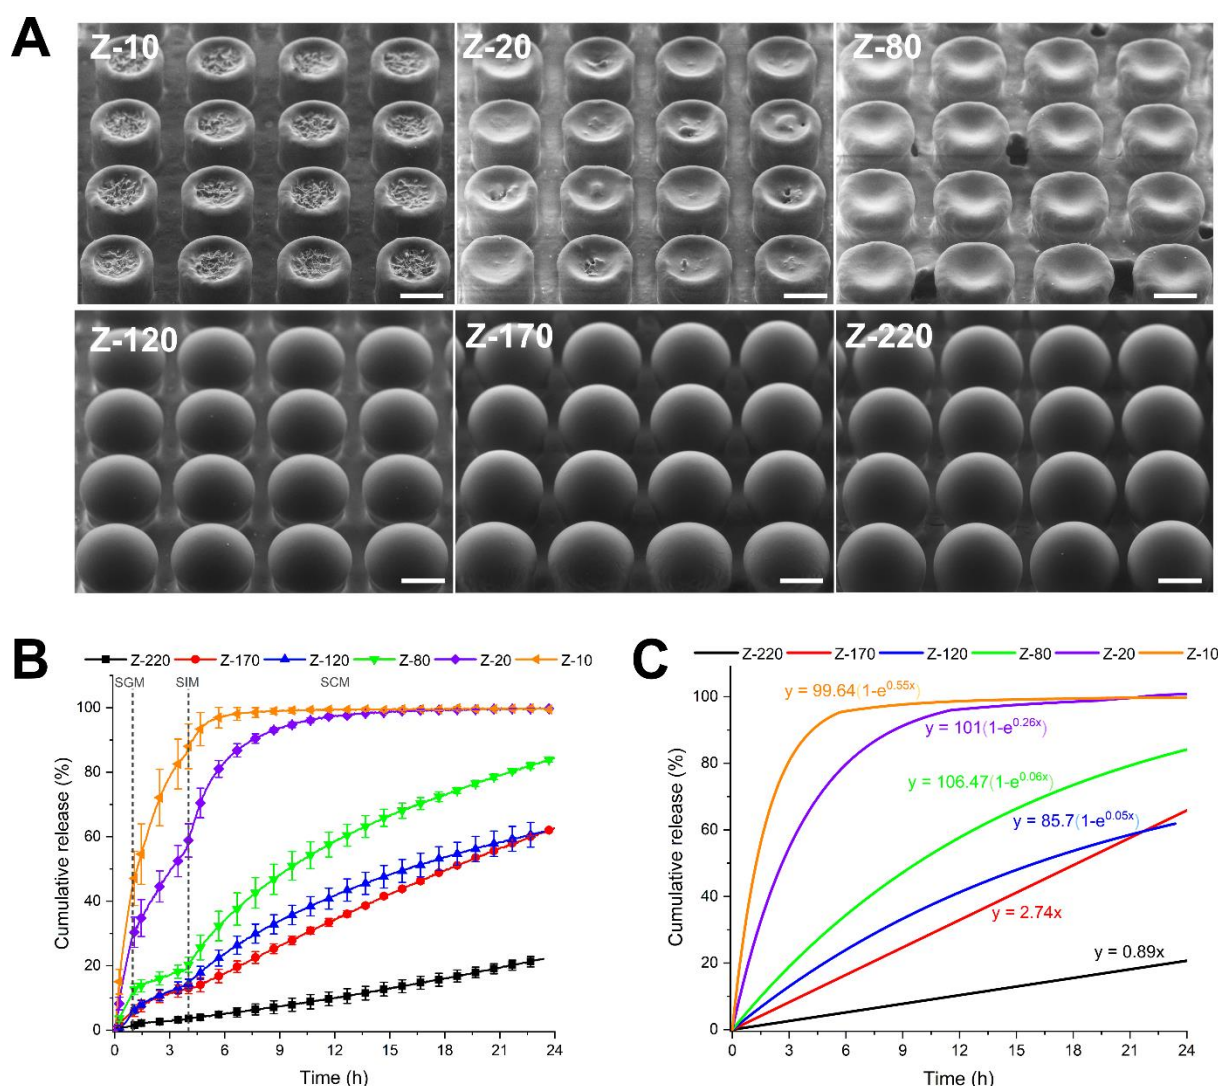 A
Z-10
Z-20
Z-80
Z-120
Z-170
Z-220
B
Z-220 Z-170 Z-120 Z-80 Z-20 Z-10
SGM SIM SCM
Cumulative release (%)
100
80
60
40
20
0
0 3 6 9 12 15 18 21 24
Time (h)
C
Z-220 Z-170 Z-120 Z-80 Z-20 Z-10
y = 99.64(1-e^0.55x)
y = 101(1-e^0.26x)
y = 106.47(1-e^0.06x)
y = 85.7(1-e^0.05x)
y = 2.74x
y = 0.89x
Cumulative release (%)
100
80
60
40
20
0
0 3 6 9 12 15 18 21 24
Time (h)